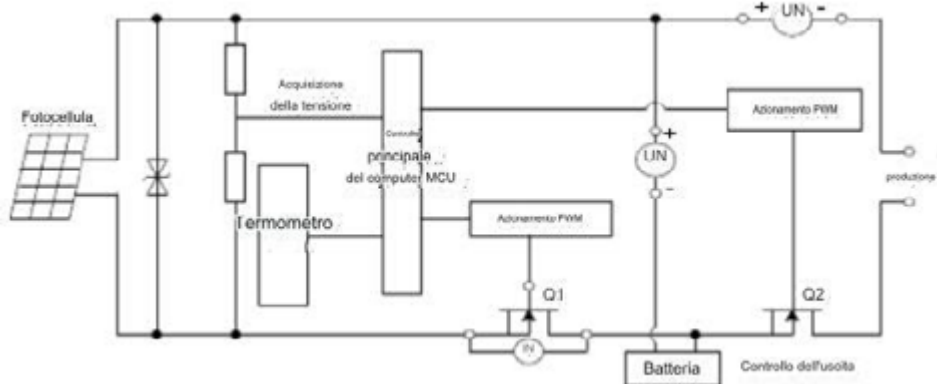 + UN -
Acquisizione
della tensione
Azionamento PWM
Fotocellula
Controllo
principale
del computer MCU
+
UN
-
produzione
Termometro
Azionamento PWM
Q1
Q2
IN
Batteria
Controllo dell'uscita